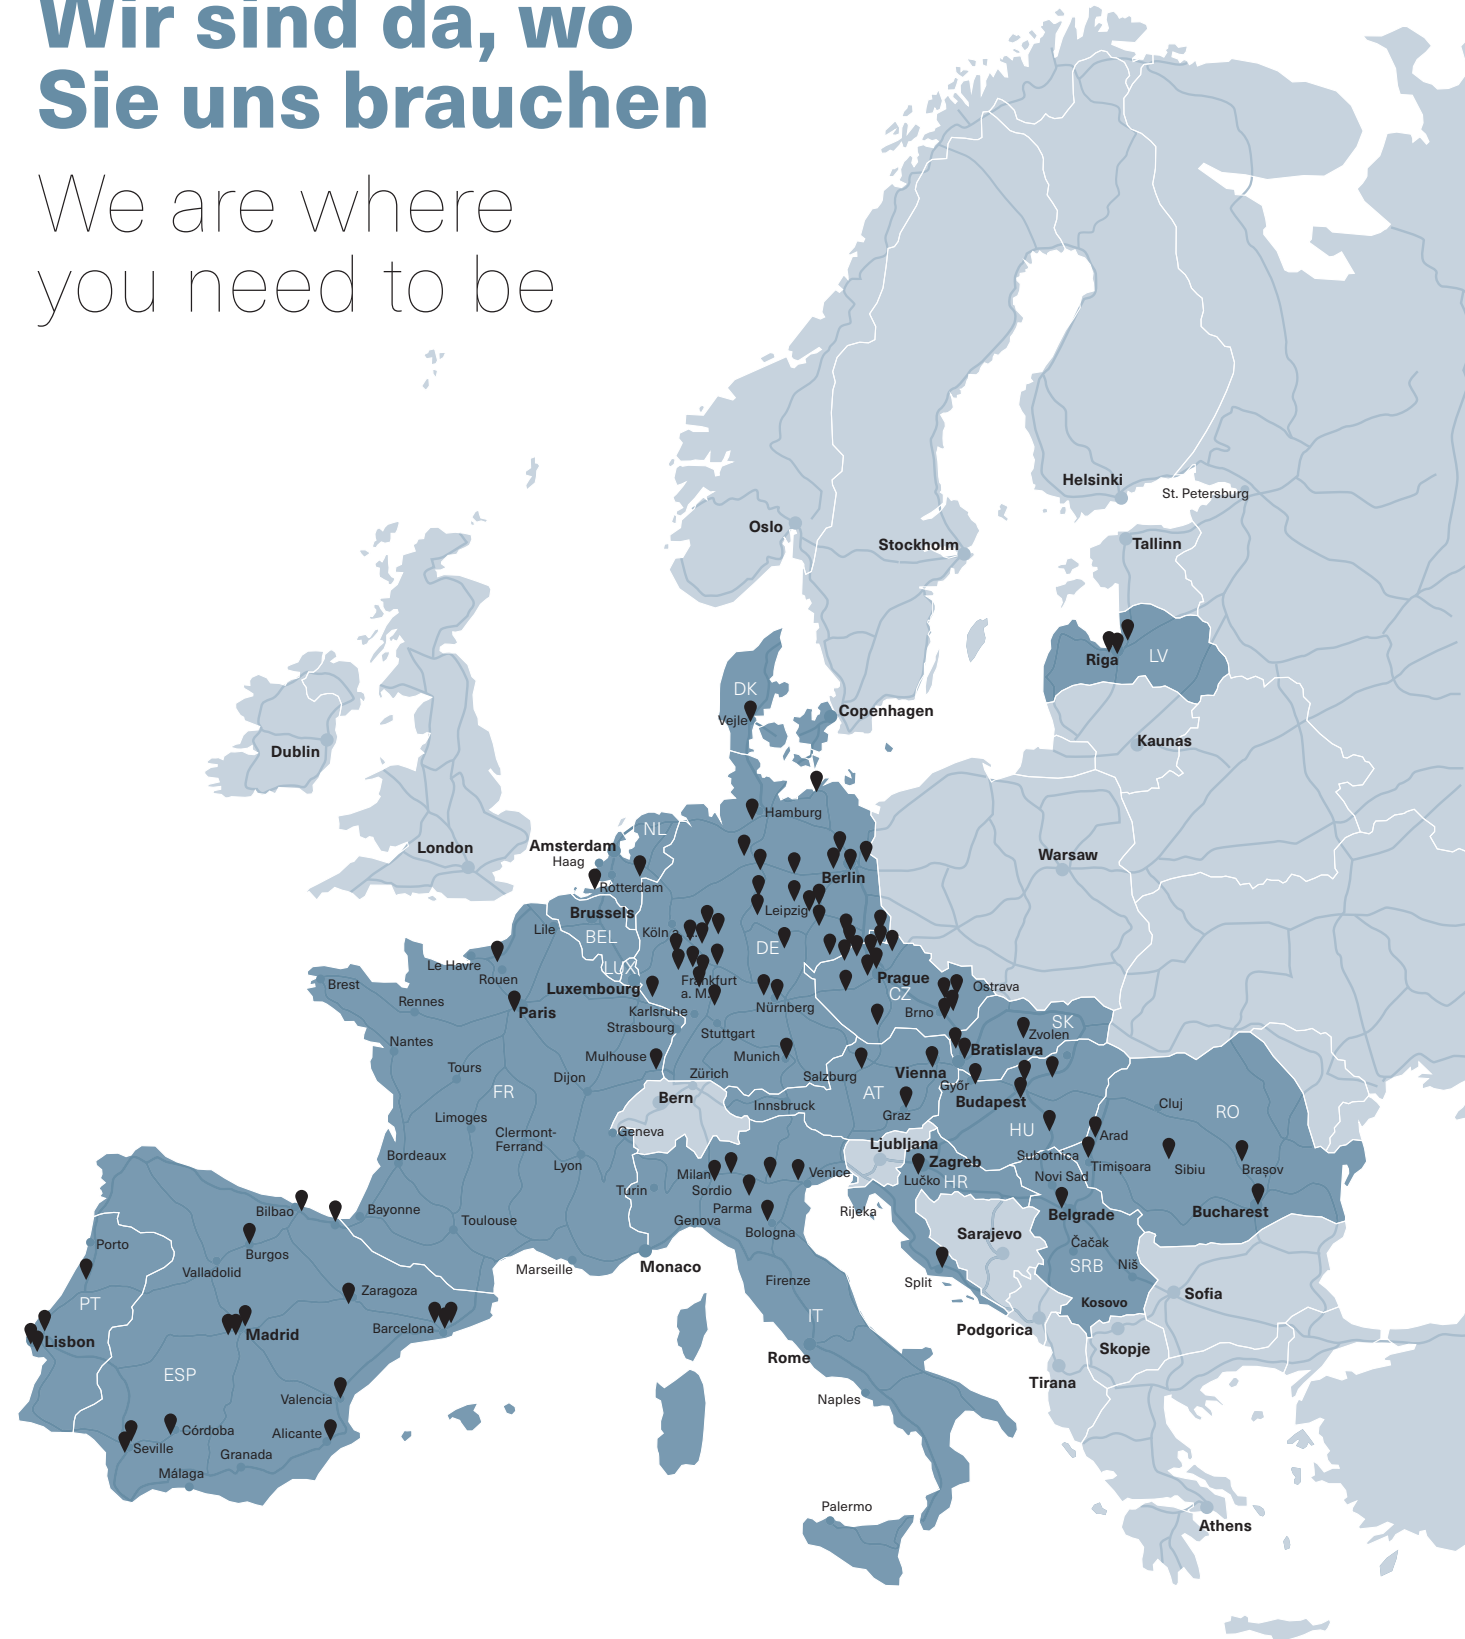 Wir sind da, wo
Sie uns brauchen
We are where
you need to be
Helsinki
St. Petersburg
Oslo
Stockholm
Tallinn
Riga
LV
DK
Vejle
Copenhagen
Dublin
Kaunas
Hamburg
NL
London
Amsterdam
Haag
Rotterdam
Warsaw
Berlin
Brussels
Leipzig
Lile
BEL
Köln a.
DE
Le Havre
Rouen
LUX
Luxembourg
Frankfurt
a. M.
Prague
CZ
Ostrava
Brest
Rennes
Paris
Nürnberg
Brno
Karlsruhe
Strasbourg
Stuttgart
SK
Zvolen
Nantes
Mulhouse
Munich
Bratislava
Tours
Dijon
Zürich
Salzburg
Vienna
Győr
FR
Bern
Innsbruck
AT
Graz
Budapest
Cluj
RO
Limoges
Clermont-
Ferrand
Geneva
HU
Arad
Bordeaux
Lyon
Ljubljana
Subotnica
Timișoara
Sibiu
Brașov
Turin
Milan
Sordio
Venice
Zagreb
Lučko
HR
Novi Sad
Bilbao
Bayonne
Toulouse
Genova
Parma
Bologna
Rijeka
Belgrade
Bucharest
Porto
Burgos
Valladolid
Marseille
Monaco
Sarajevo
Čačak
SRB
Niš
PT
Zaragoza
Firenze
Split
Kosovo
Sofia
Lisbon
Madrid
Barcelona
IT
Podgorica
Skopje
Rome
ESP
Valencia
Naples
Tirana
Córdoba
Alicante
Seville
Granada
Málaga
Palermo
Athens